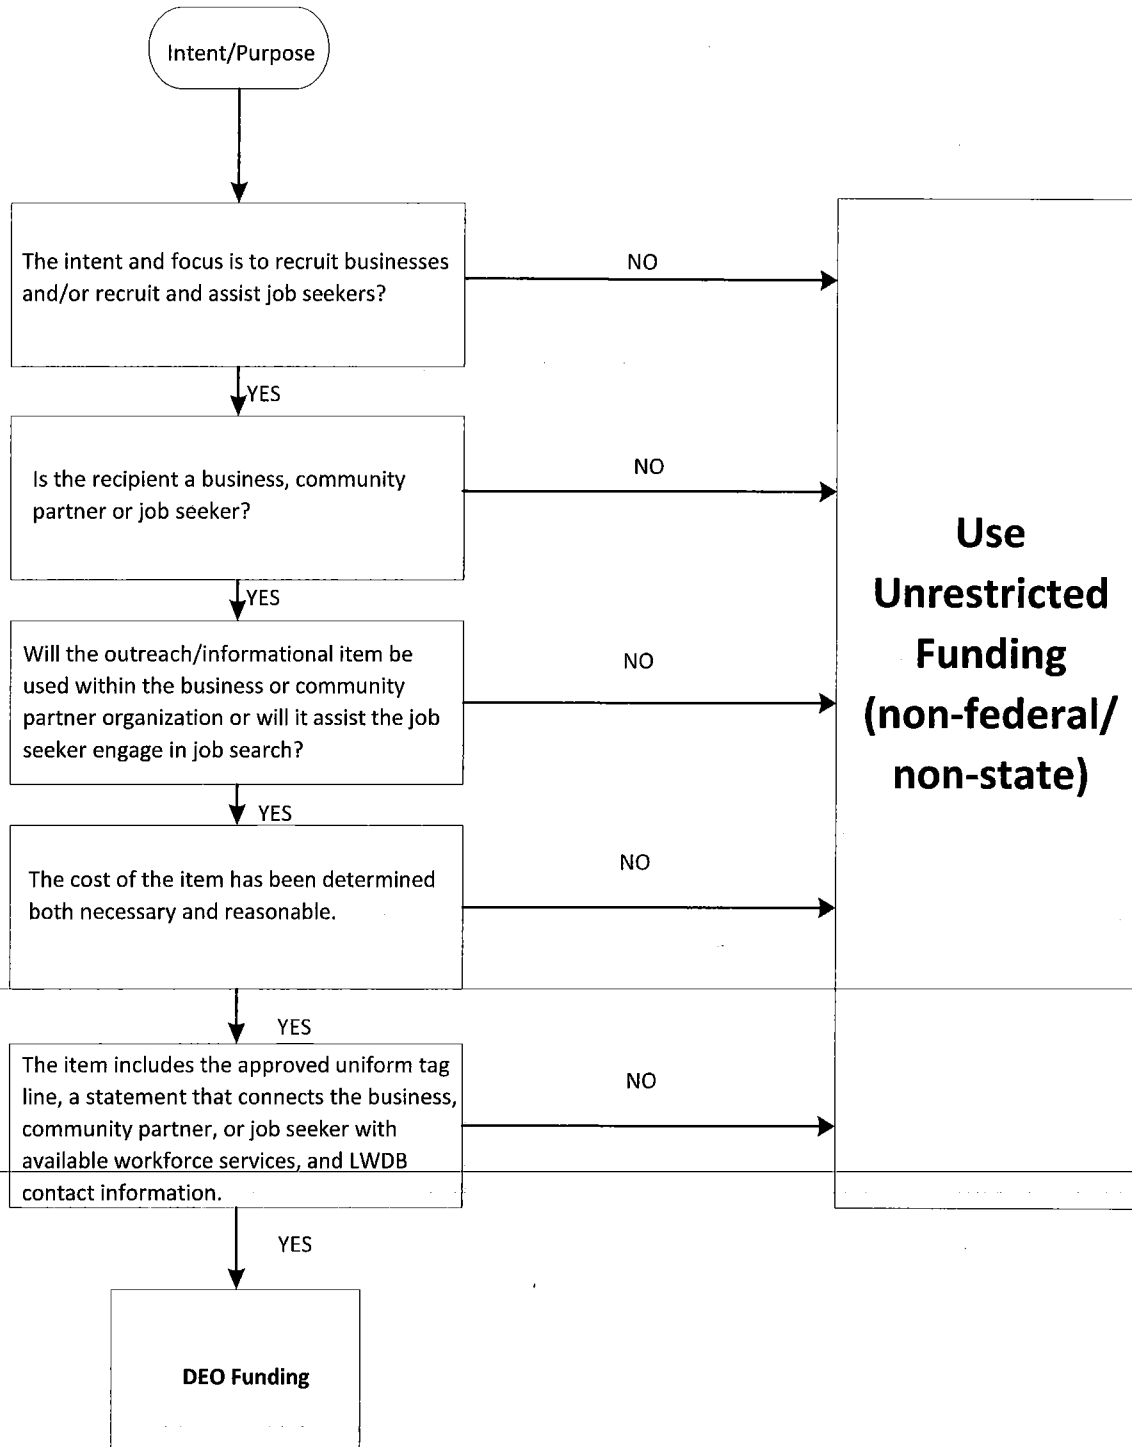 Intent/Purpose
The intent and focus is to recruit businesses
and/or recruit and assist job seekers?
NO
YES
Is the recipient a business, community
partner or job seeker?
NO
YES
Will the outreach/informational item be
used within the business or community
partner organization or will it assist the job
seeker engage in job search?
NO
YES
The cost of the item has been determined
both necessary and reasonable.
NO
YES
The item includes the approved uniform tag
line, a statement that connects the business,
community partner, or job seeker with
available workforce services, and LWDB
contact information.
NO
YES
DEO Funding
Use
Unrestricted
Funding
(non-federal/
non-state)